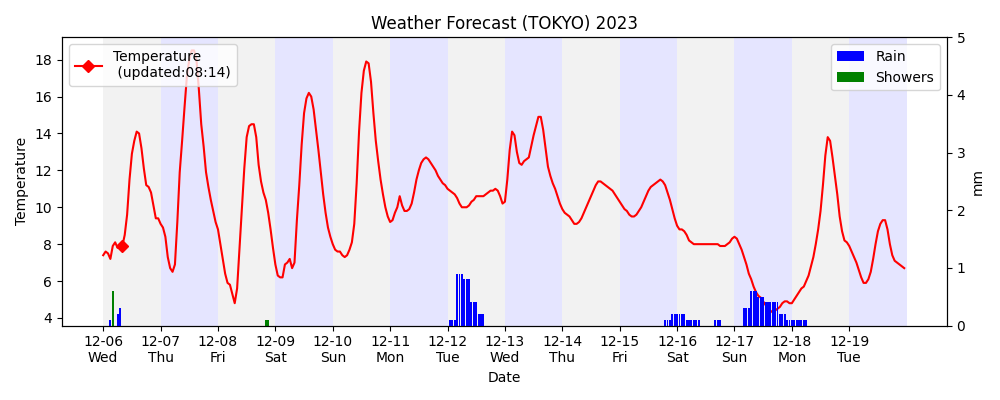 Weather Forecast (TOKYO) 2023
Temperature
(updated:08:14)
Rain
Showers
18
16
14
12
10
8
6
4
Temperature
5
4
3
2
1
0
mm
12-06 12-07 12-08 12-09 12-10 12-11 12-12 12-13 12-14 12-15 12-16 12-17 12-18 12-19
Wed Thu Fri Sat Sun Mon Tue Wed Thu Fri Sat Sun Mon Tue
Date